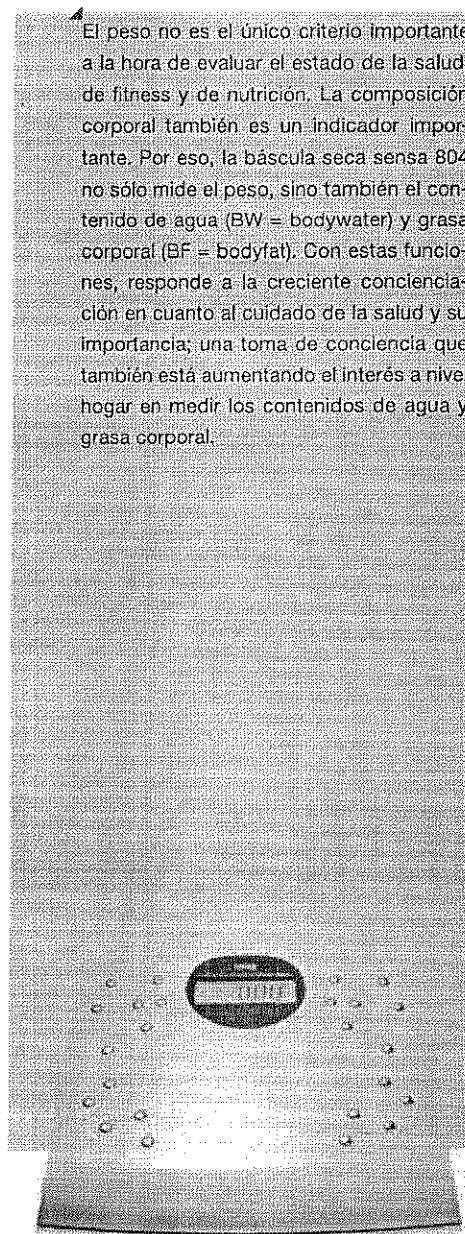 El peso no es el único criterio importante
a la hora de evaluar el estado de la salud
de fitness y de nutrición. La composición
corporal también es un indicador impor-
tante. Por eso, la báscula seca sensa 804
no sólo mide el peso, sino también el con-
tenido de agua (BW = bodywater) y grasa
corporal (BF = bodyfat). Con estas funcio-
nes, responde a la creciente conciencia-
ción en cuanto al cuidado de la salud y su
importancia; una toma de conciencia que
también está aumentando el interés a nivel
hogar en medir los contenidos de agua y
grasa corporal.